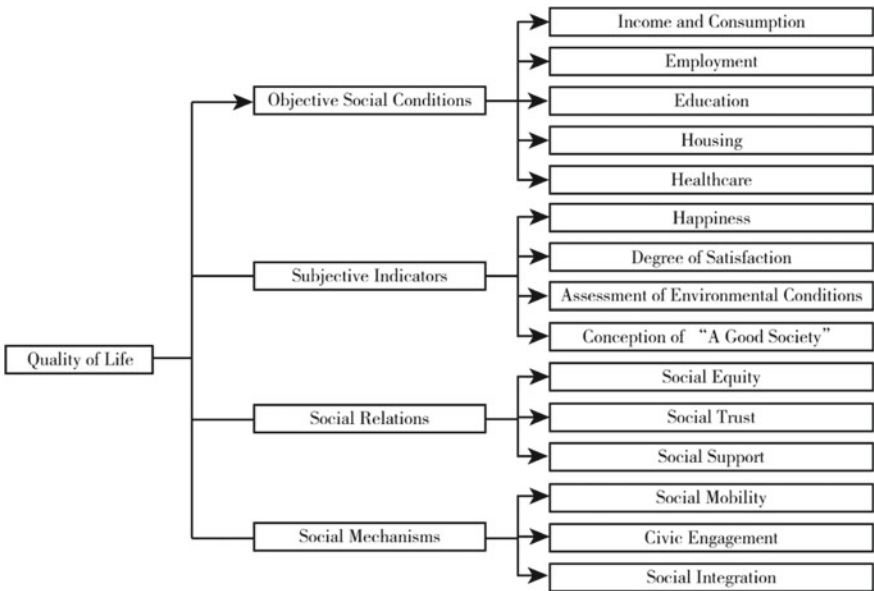 Quality of Life
Objective Social Conditions
Income and Consumption
Employment
Education
Housing
Healthcare
Subjective Indicators
Happiness
Degree of Satisfaction
Assessment of Environmental Conditions
Conception of “A Good Society”
Social Relations
Social Equity
Social Trust
Social Support
Social Mechanisms
Social Mobility
Civic Engagement
Social Integration